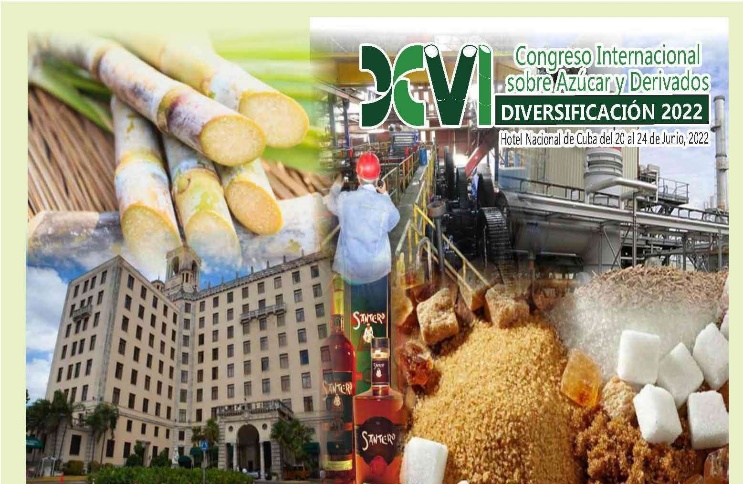 XVI
Congreso Internacional
sobre Azúcar y Derivados
DIVERSIFICACIÓN 2022
Hotel Nacional de Cuba del 20 al 24 de Junio, 2022
SANTERO
SANTERO
SANTERO